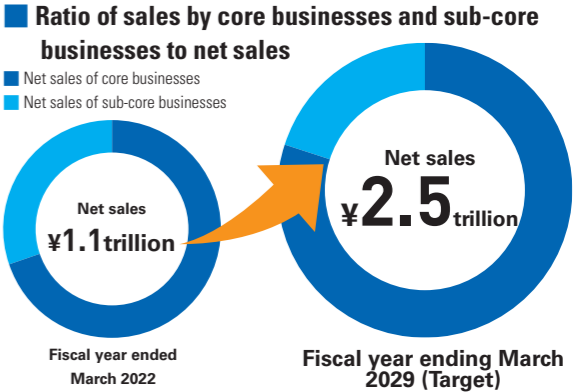 Ratio of sales by core businesses and sub-core
businesses to net sales
Net sales of core businesses
Net sales of sub-core businesses
Net sales
¥1.1trillion
Fiscal year ended
March 2022
Net sales
¥2.5trillion
Fiscal year ending March
2029 (Target)